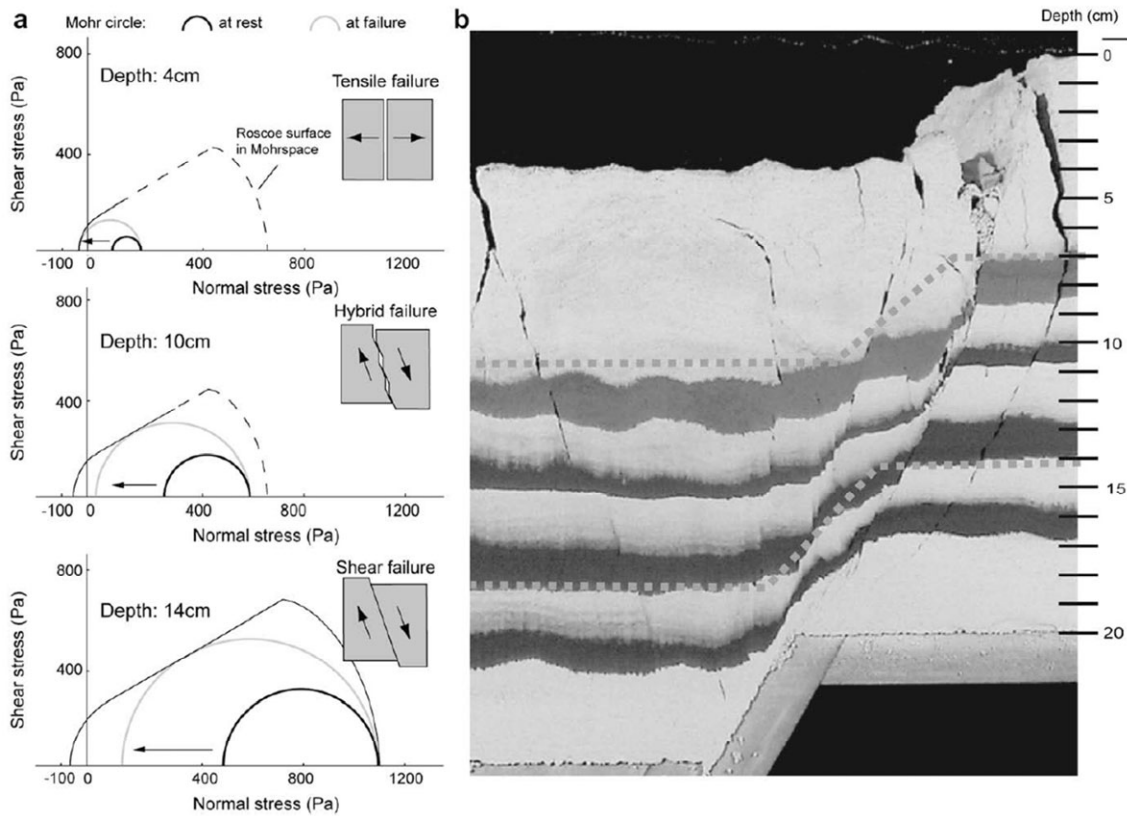 a
Mohr circle: at rest at failure
800
400
-100 0 400 800 1200
Shear stress (Pa)
Normal stress (Pa)
Depth: 4cm
Tensile failure
Roscoe surface
in Mohrspace
800
400
-100 0 400 800 1200
Shear stress (Pa)
Normal stress (Pa)
Depth: 10cm
Hybrid failure
800
400
-100 0 400 800 1200
Shear stress (Pa)
Normal stress (Pa)
Depth: 14cm
Shear failure
b
Depth (cm)
0
5
10
15
20